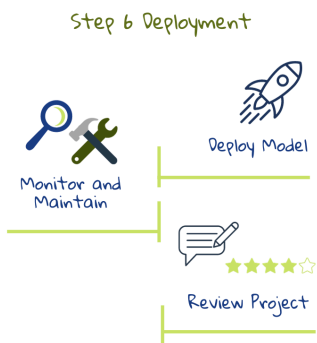 Step 6 Deployment
Deploy Model
Monitor and
Maintain
Review Project